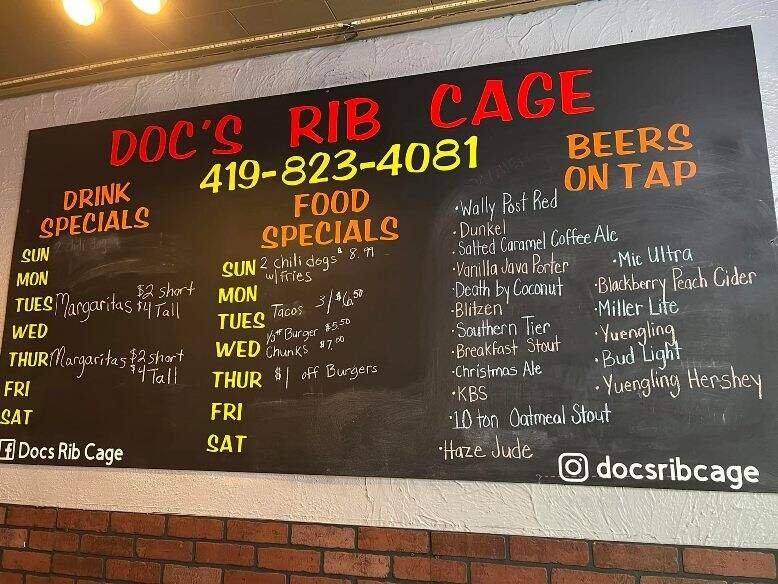 DOC'S RIB CAGE
419-823-4081
DRINK
SPECIALS
SUN
MON
TUES Margaritas $2 short
$4 Tall
WED
THUR Margaritas $2 short
$4 Tall
FRI
SAT
f Docs Rib Cage
FOOD
SPECIALS
SUN 2 chili dogs 8.99
w/fries
MON
TUES Tacos 3/$6.50
WED 1/3# Burger $5.50
Chunks $7.00
THUR $1 off Burgers
FRI
SAT
BEERS
ON TAP
• Wally Post Red
• Dunkel
• Salted Caramel Coffee Ale
• Vanilla Java Porter
• Death by Coconut
• Blitzen
• Southern Tier
• Breakfast Stout
• Christmas Ale
• KBS
• 10 ton Oatmeal Stout
• Haze Jude
• Mic Ultra
• Blackberry Peach Cider
• Miller Lite
• Yuengling
• Bud Light
• Yuengling Hershey
docsribcage